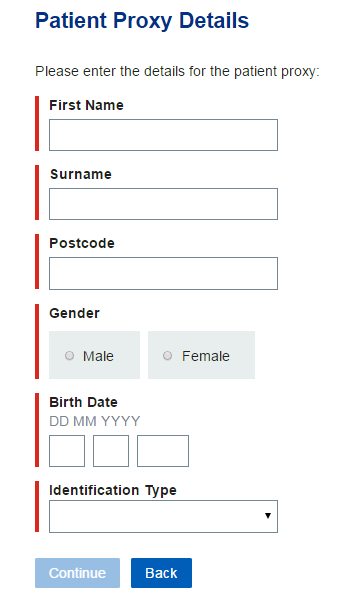 Patient Proxy Details
Please enter the details for the patient proxy:
First Name
Surname
Postcode
Gender
Male Female
Birth Date
DD MM YYYY
Identification Type
Continue Back